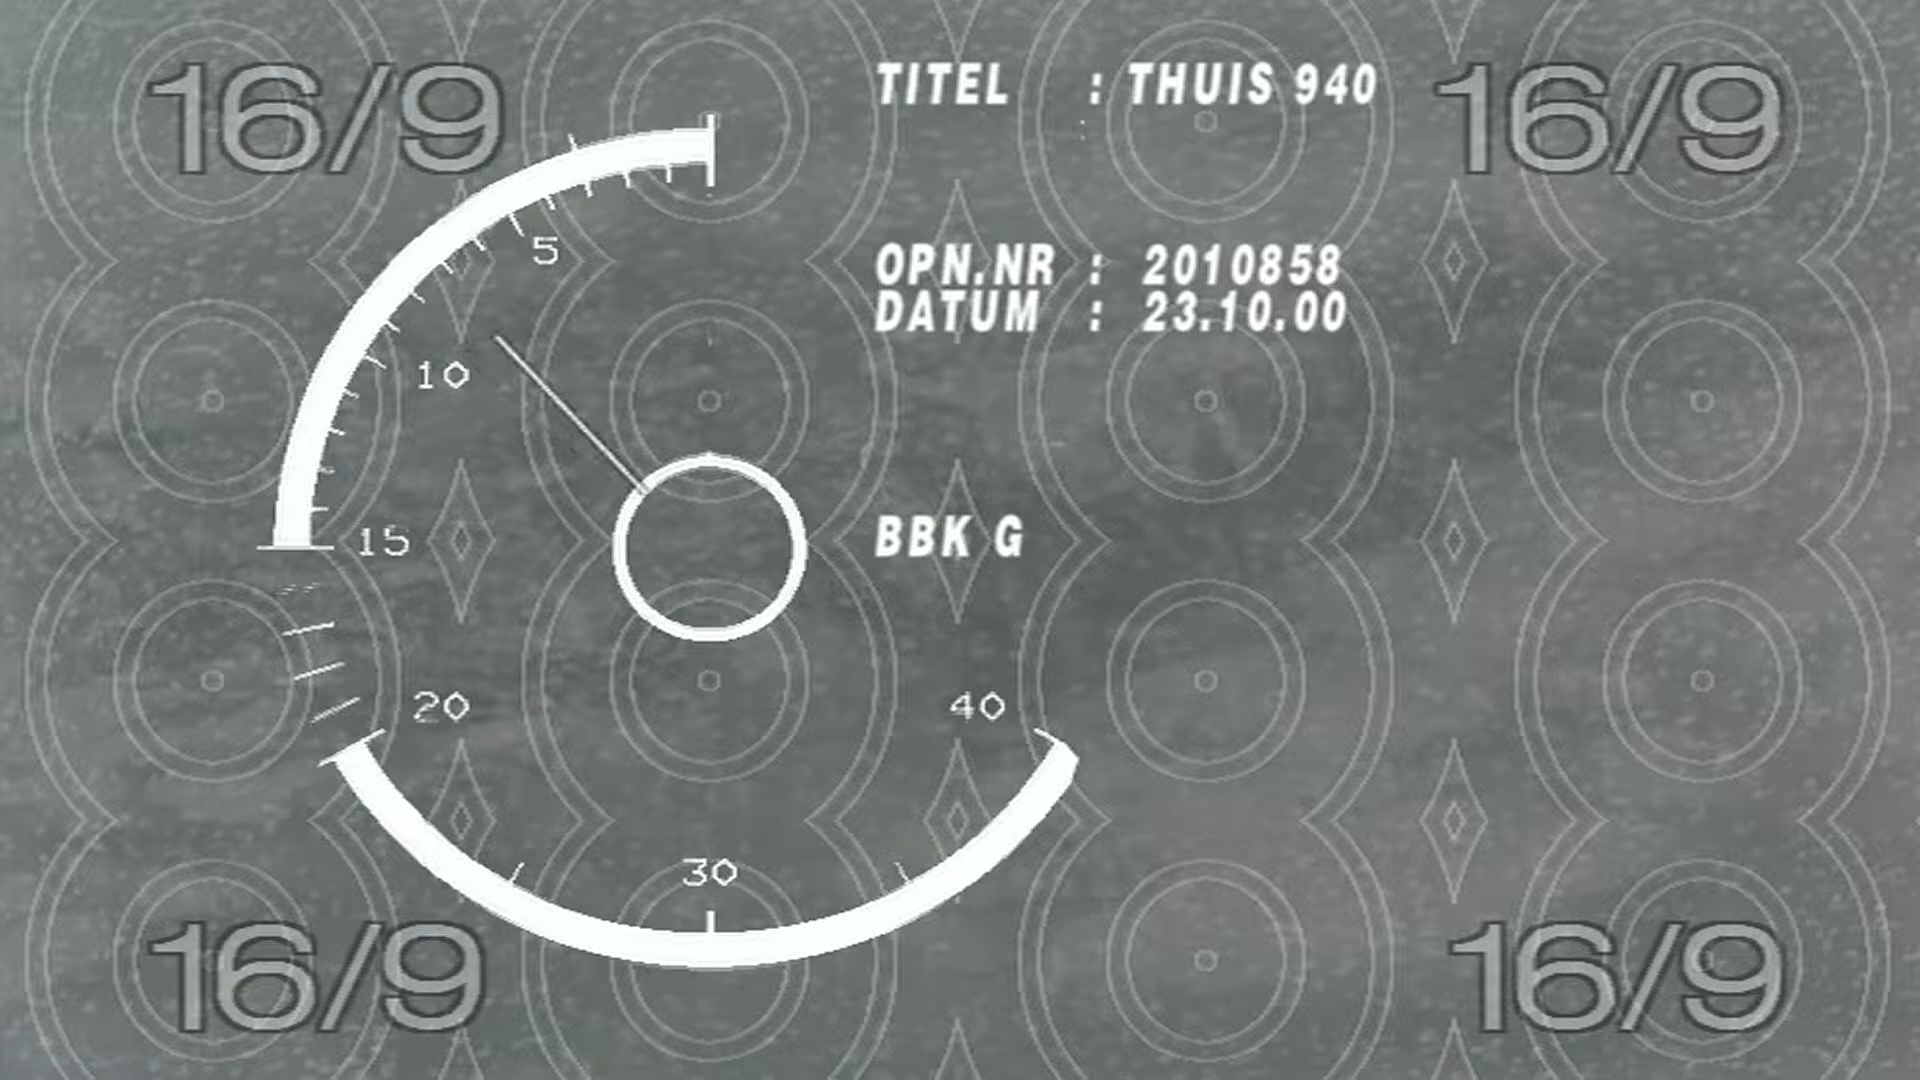 16/9
TITEL : THUIS 940
16/9
5
OPN.NR : 2010858
DATUM : 23.10.00
10
15
BBK G
20
40
30
16/9
16/9